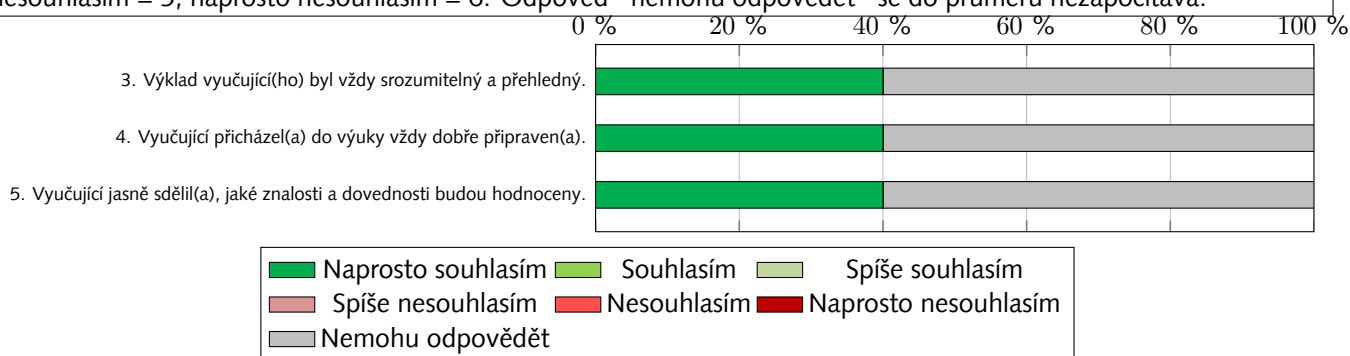 nesouhlasím = 5, naprosto nesouhlasím = 6. Odpověď "nemohu odpovědět" se do průměru nezapočítává.
0 % 20 % 40 % 60 % 80 % 100 %
3. Výklad vyučující(ho) byl vždy srozumitelný a přehledný.
4. Vyučující přicházel(a) do výuky vždy dobře připraven(a).
5. Vyučující jasně sdělil(a), jaké znalosti a dovednosti budou hodnoceny.
Naprosto souhlasím Souhlasím Spíše souhlasím
Spíše nesouhlasím Nesouhlasím Naprosto nesouhlasím
Nemohu odpovědět